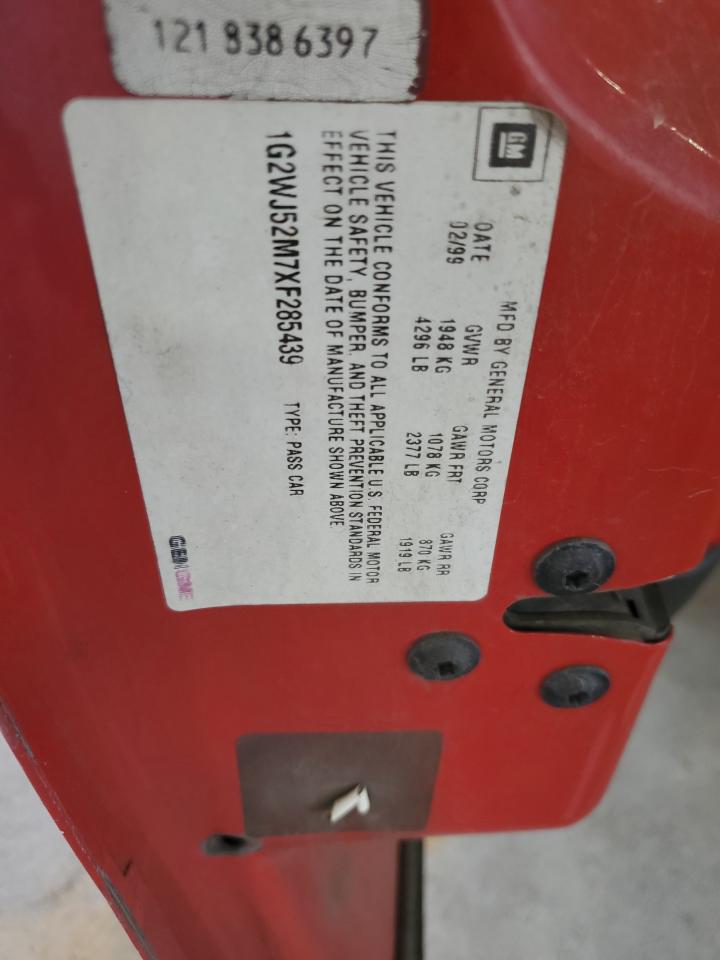 121 838 6397
GM
®
MFD BY GENERAL MOTORS CORP
DATE GVWR GAWR FRT GAWR RR
02/99 1948 KG 1078 KG 870 KG
4296 LB 2377 LB 1919 LB
THIS VEHICLE CONFORMS TO ALL APPLICABLE U.S. FEDERAL MOTOR
VEHICLE SAFETY, BUMPER, AND THEFT PREVENTION STANDARDS IN
EFFECT ON THE DATE OF MANUFACTURE SHOWN ABOVE
1G2WJ52M7XF285439 TYPE: PASS CAR